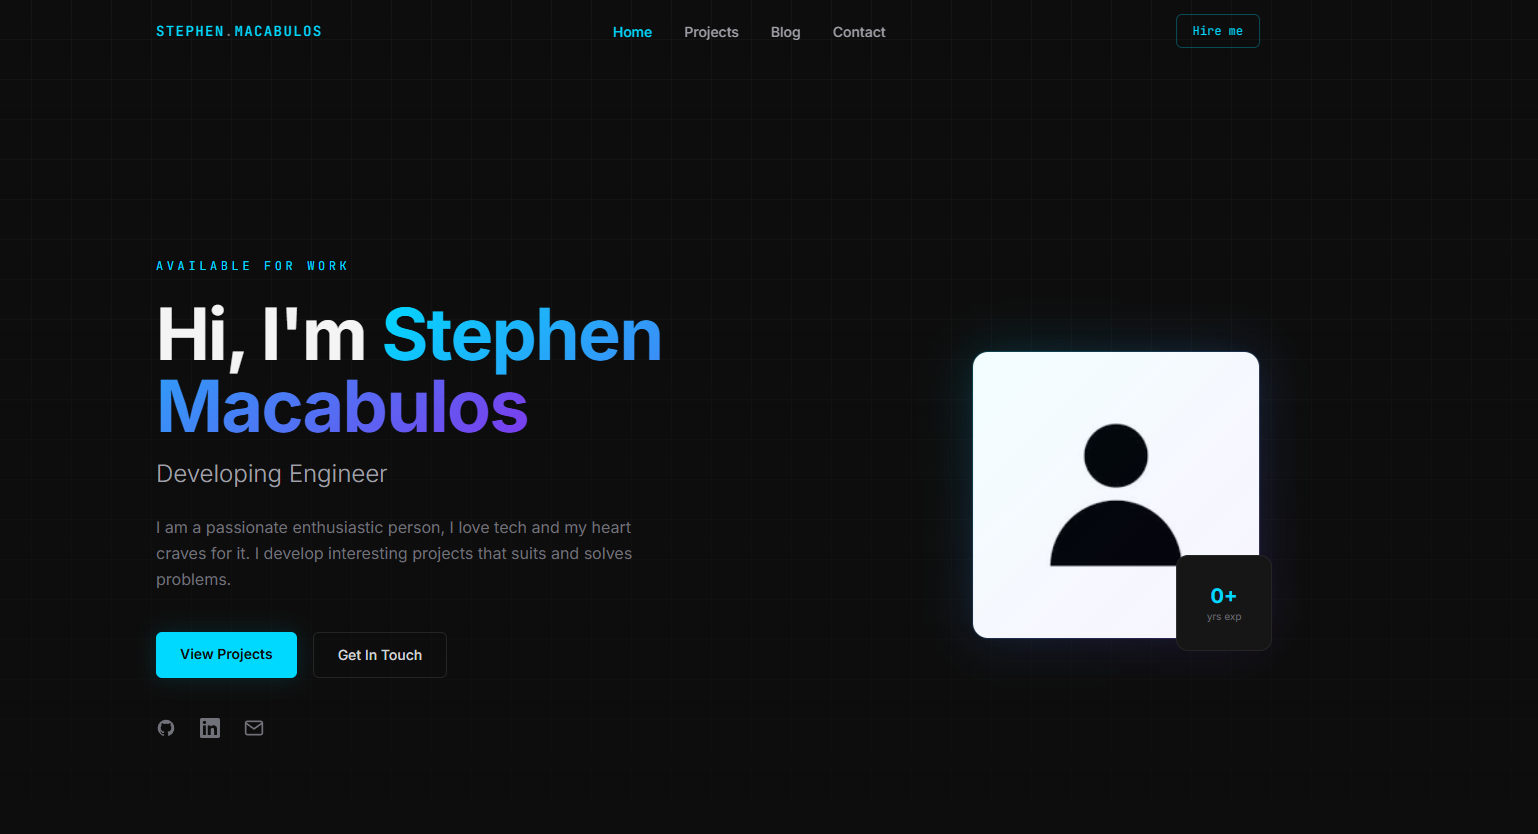 STEPHEN.MACABULOS
Home Projects Blog Contact
Hire me
AVAILABLE FOR WORK
Hi, I'm Stephen
Macabulos
Developing Engineer
I am a passionate enthusiastic person, I love tech and my heart
craves for it. I develop interesting projects that suits and solves
problems.
View Projects
Get In Touch
in
0+
yrs exp